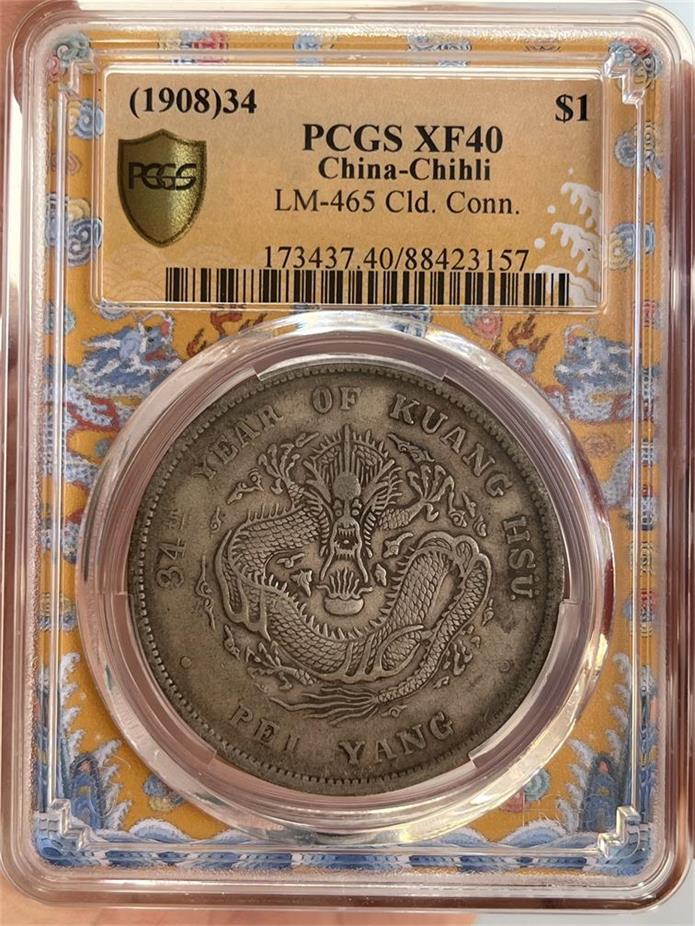 (1908)34 $1
PCGS XF40
China-Chihli
PCGS
LM-465 Cld. Conn.
173437.40/88423157
34TH YEAR OF KUANG HSÜ
PEI YANG